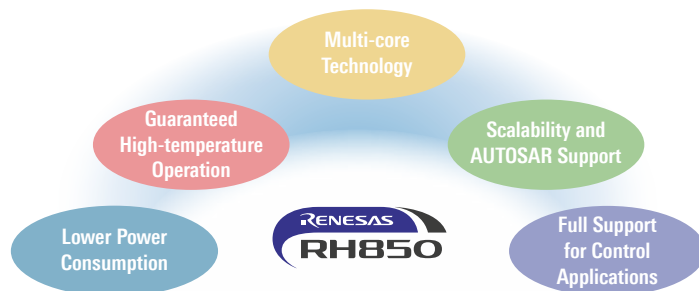 Multi-core
Technology
Guaranteed
High-temperature
Operation
Scalability and
AUTOSAR Support
Lower Power
Consumption
RENESAS
RH850
Full Support
for Control
Applications